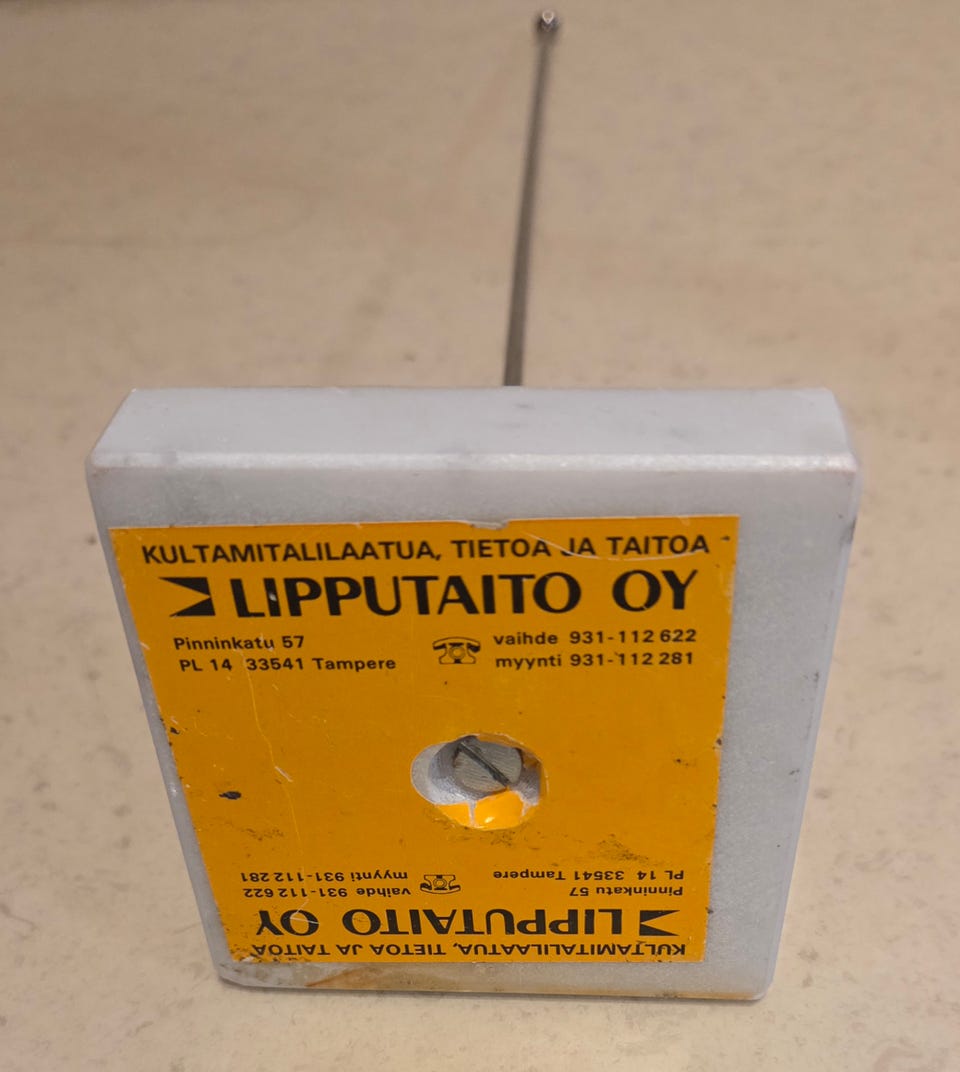 KULTAMITALILAATUA, TIETOA JA TAITOA
LIPPUTAITO OY
Pinninkatu 57
PL 14 33541 Tampere
vaihde 931-112 622
myynti 931-112 281
KULTAMITALILAATUA, TIETOA JA TAITOA
LIPPUTAITO OY
Pinninkatu 57
PL 14 33541 Tampere
vaihde 931-112 622
myynti 931-112 281